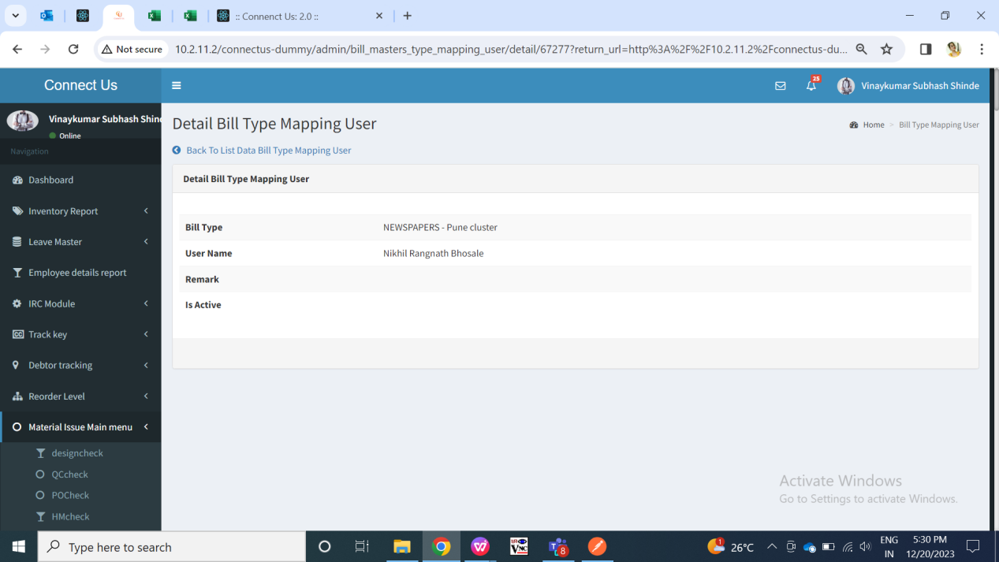 :: Connenct Us: 2.0 ::
Not secure
10.2.11.2/connectus-dummy/admin/bill_masters_type_mapping_user/detail/67277?return_url=http%3A%2F%2F10.2.11.2%2Fconnectus-du...
Connect Us
25
Vinaykumar Subhash Shinde
Vinaykumar Subhash Shin
Online
Navigation
Dashboard
Inventory Report
Leave Master
Employee details report
IRC Module
Track key
Debtor tracking
Reorder Level
Material Issue Main menu
designcheck
QCcheck
POCheck
HMcheck
Detail Bill Type Mapping User
Home > Bill Type Mapping User
Back To List Data Bill Type Mapping User
Detail Bill Type Mapping User
Bill Type NEWSPAPERS - Pune cluster
User Name Nikhil Rangnath Bhosale
Remark
Is Active
Activate Windows
Go to Settings to activate Windows.
Type here to search
8
1
26°C
ENG
IN
5:30 PM
12/20/2023